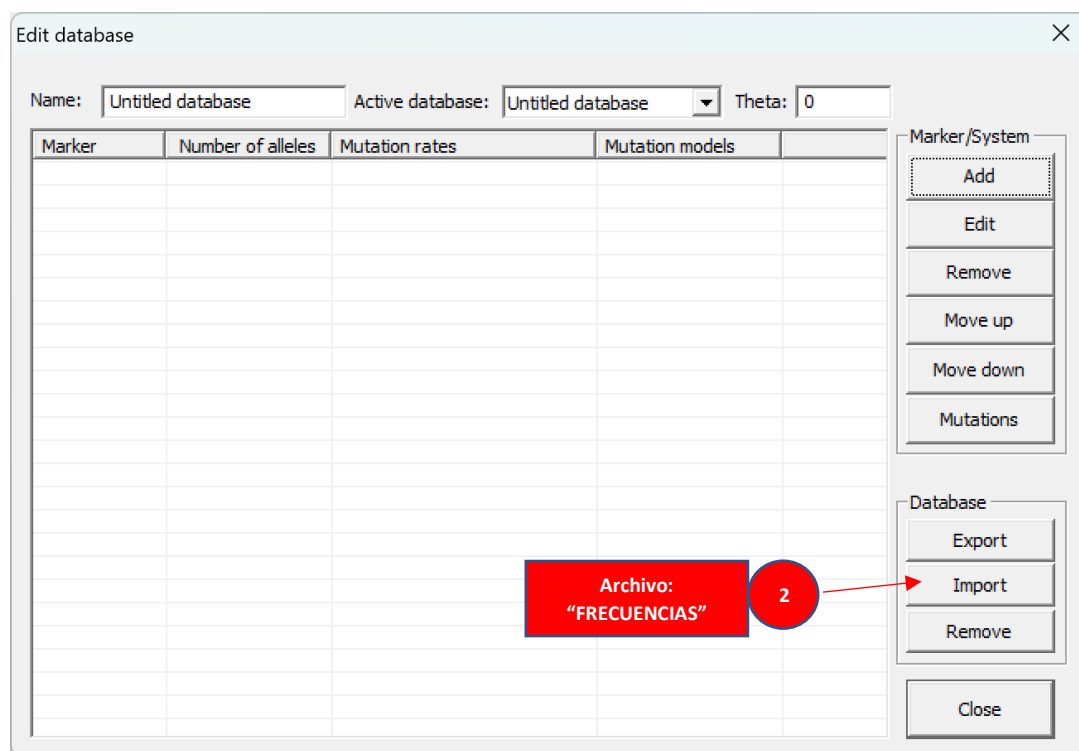 Edit database
Name: Untitled database Active database: Untitled database Theta: 0
Marker Number of alleles Mutation rates Mutation models
Marker/System
Add
Edit
Remove
Move up
Move down
Mutations
Database
Export
Import
Remove
Close
Archivo:
“FRECUENCIAS”
2